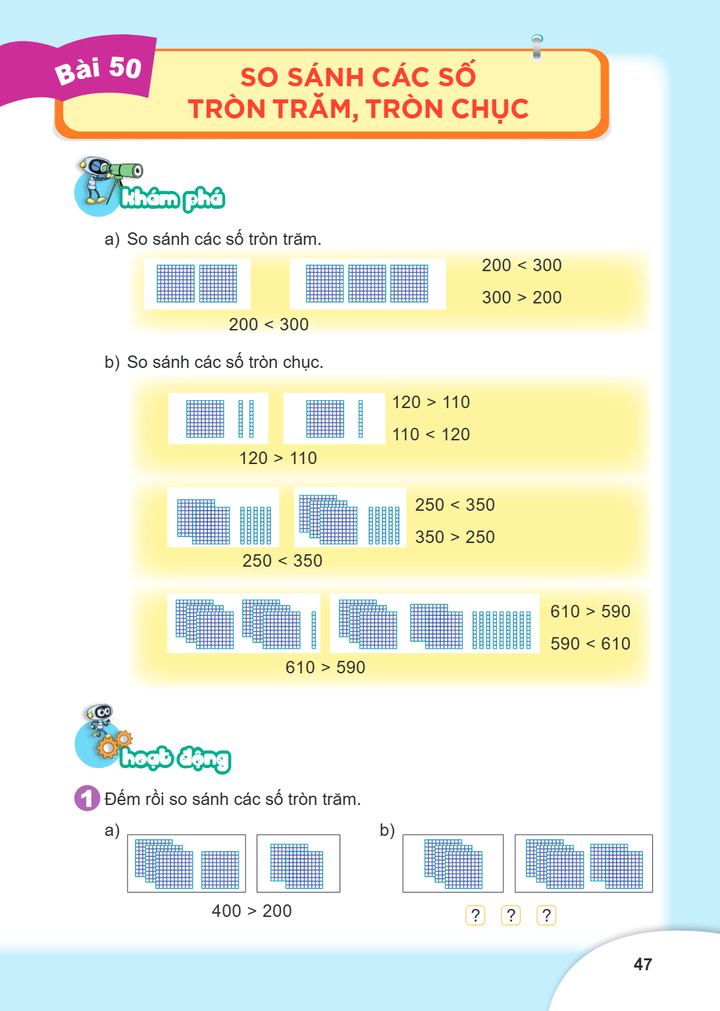 Bài 50
SO SÁNH CÁC SỐ
TRÒN TRĂM, TRÒN CHỤC
khám phá
a) So sánh các số tròn trăm.
200 < 300
300 > 200
200 < 300
b) So sánh các số tròn chục.
120 > 110
110 < 120
120 > 110
250 < 350
350 > 250
250 < 350
610 > 590
590 < 610
610 > 590
hoạt động
1 Đếm rồi so sánh các số tròn trăm.
a) b)
400 > 200
? ? ?
47